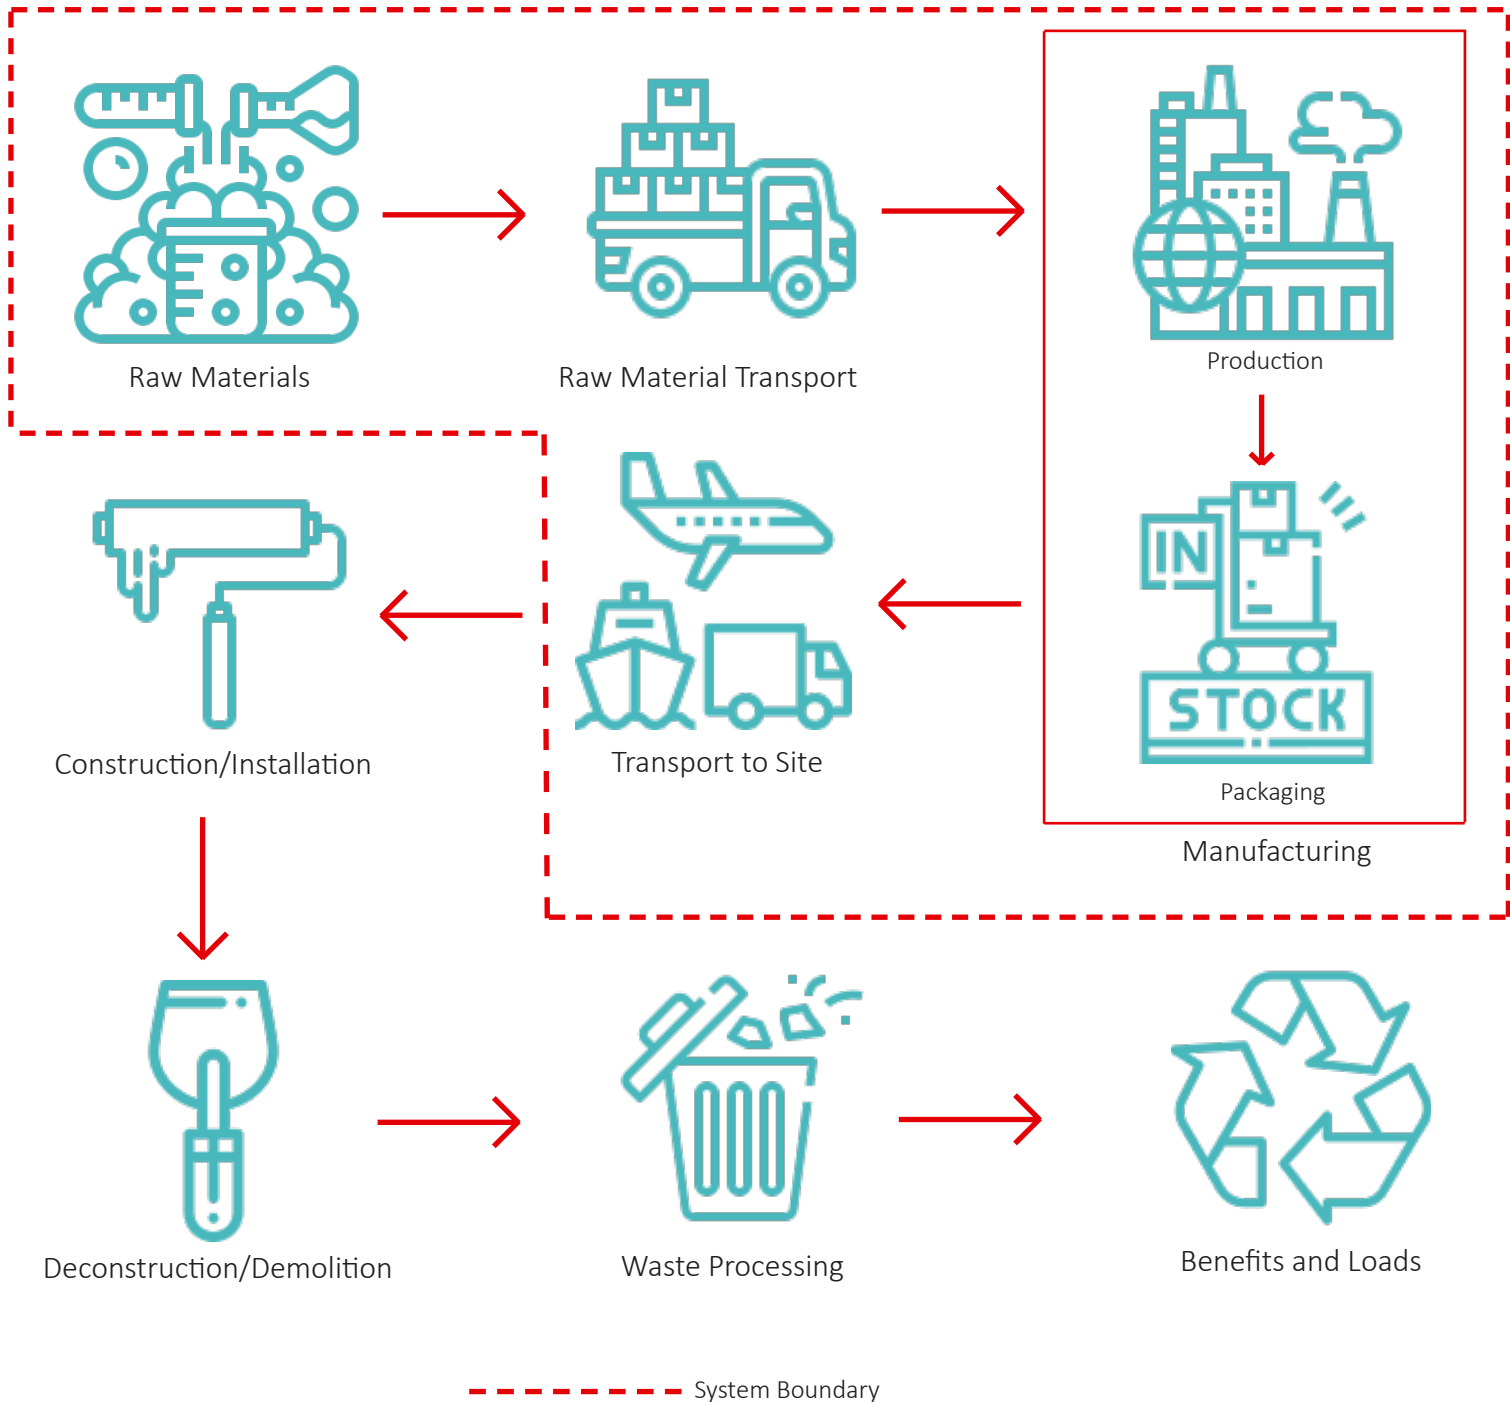 Raw Materials
Raw Material Transport
Production
IN
STOCK
Packaging
Manufacturing
Transport to Site
Construction/Installation
Deconstruction/Demolition
Waste Processing
Benefits and Loads
System Boundary